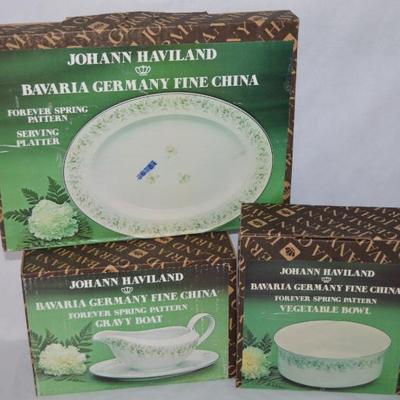 JOHANN HAVILAND
BAVARIA GERMANY FINE CHINA
FOREVER SPRING
PATTERN
SERVING
PLATTER
JOHANN HAVILAND
BAVARIA GERMANY FINE CHINA
FOREVER SPRING PATTERN
GRAVY BOAT
JOHANN HAVILAND
BAVARIA GERMANY FINE CHINA
FOREVER SPRING PATTERN
VEGETABLE BOWL